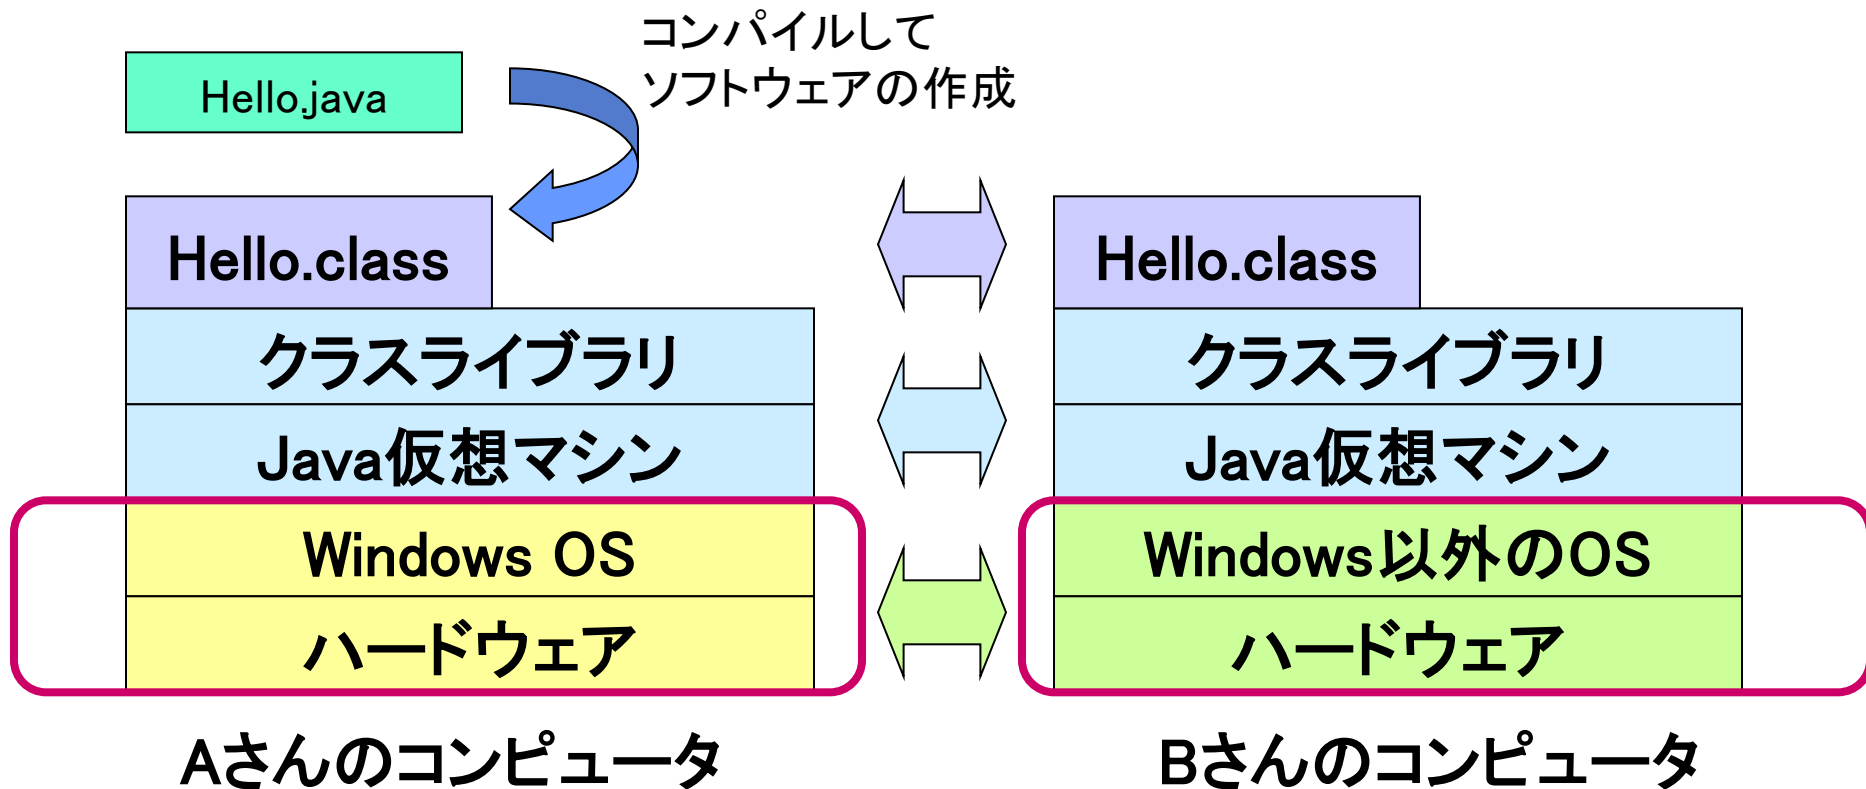 コンパイルして
ソフトウェアの作成
Hello.java
Hello.class
クラスライブラリ
Java仮想マシン
Windows OS
ハードウェア
Aさんのコンピュータ
Hello.class
クラスライブラリ
Java仮想マシン
Windows以外のOS
ハードウェア
Bさんのコンピュータ